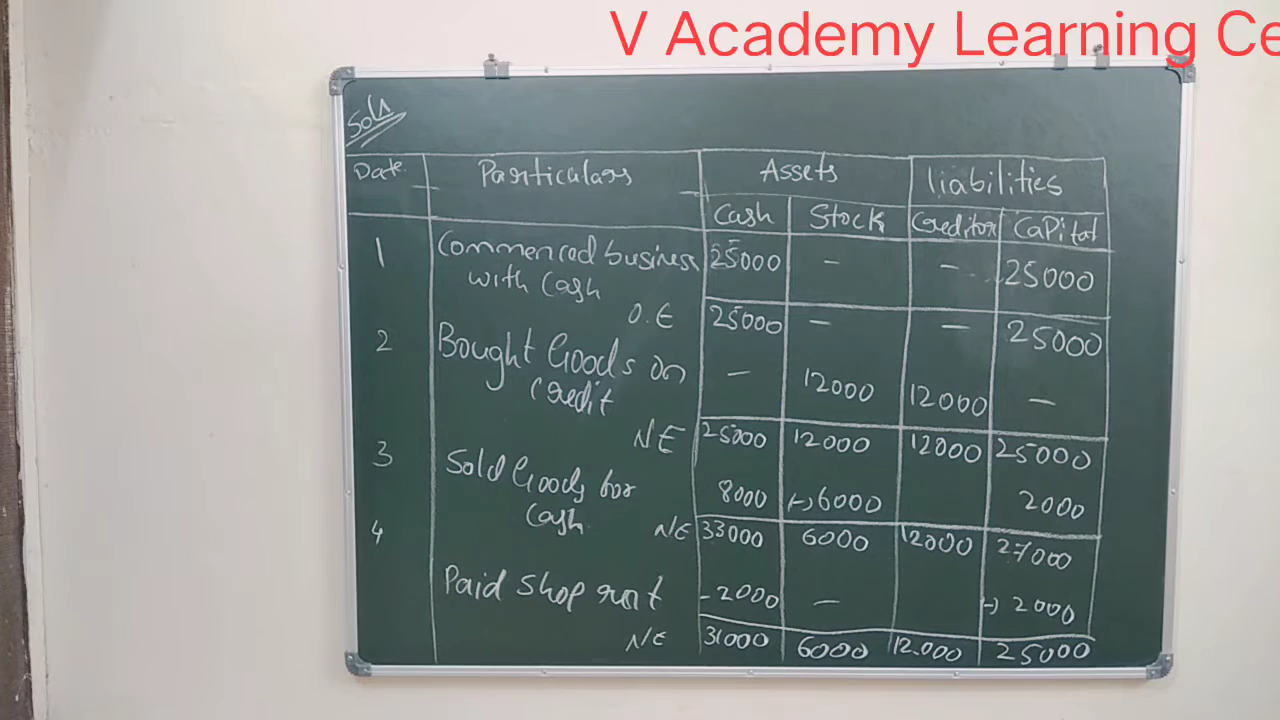 V Academy Learning Ce
Soln
Date Particulars Assets liabilities
Cash Stock Creditor Capital
1 Commenced business 25000 - - 25000
with Cash
O.E 25000 - - 25000
2 Bought Goods on - 12000 12000 -
Credit
N E 25000 12000 12000 25000
3 Sold Goods for 8000 (-) 6000 2000
Cash
N/E 33000 6000 12000 27000
4
Paid Shop rent - 2000 - (-) 2000
N/E 31000 6000 12.000 25000